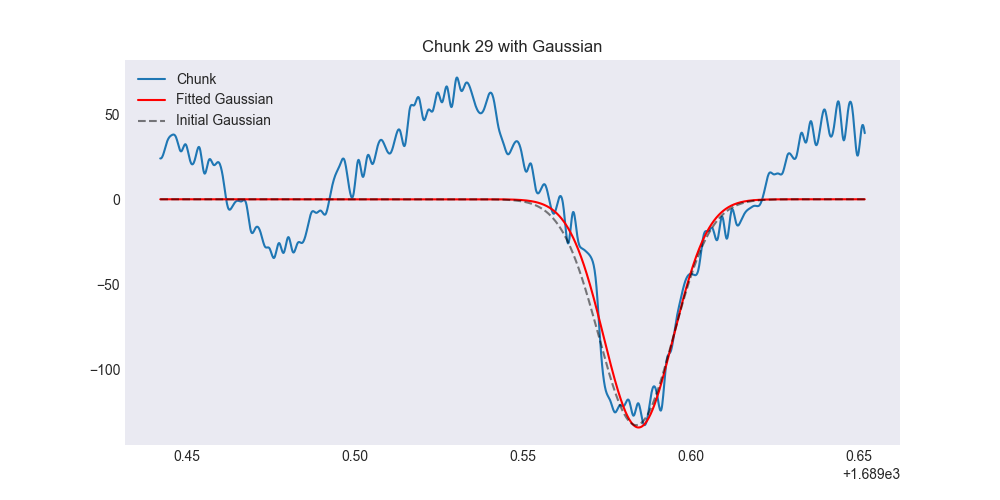 Chunk 29 with Gaussian
Chunk
Fitted Gaussian
Initial Gaussian
50
0
−50
−100
0.45 0.50 0.55 0.60 0.65
+1.689e3